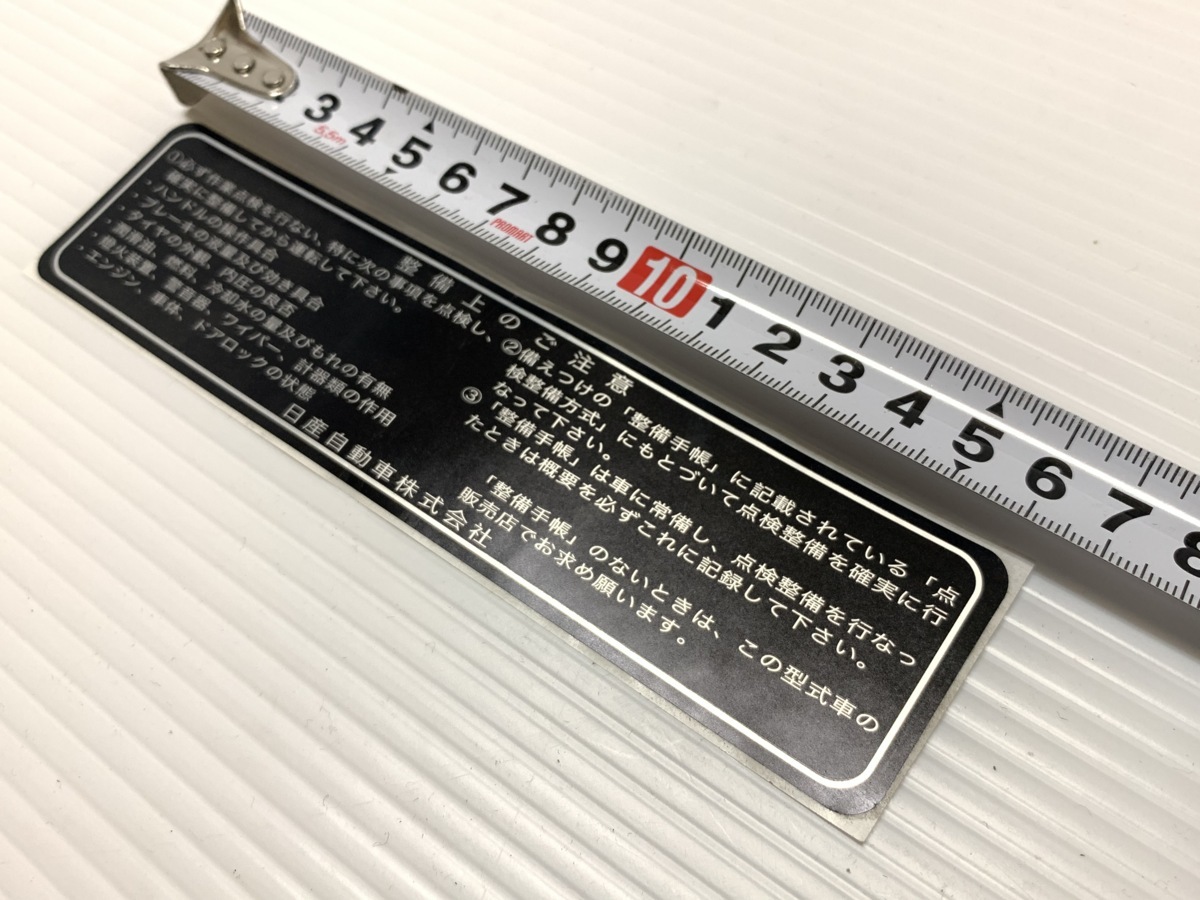 3 4 5 6 7 8 9 10 1 2 3 4 5 6 7 8
5.5m
PROMART
整備上のご注意
①必ず作業点検を行ない、特に次の事項を点検し、
確実に整備してから運転して下さい。
・ハンドルの操作具合
・ブレーキの液量及び効き具合
・タイヤの外観、内圧の良否
・潤滑油、燃料、冷却水の量及びもれの有無
・灯火装置、警音器、ワイパー、計器類の作用
エンジン、車体、ドアロックの状態
②備えつけの「整備手帳」に記載されている「点
検整備方式」にもとづいて点検整備を確実に行
なって下さい。
③「整備手帳」は車に常備し、点検整備を行なっ
たときは概要を必ずこれに記録して下さい。
「整備手帳」のないときは、この型式車の
販売店でお求め願います。
日産自動車株式会社